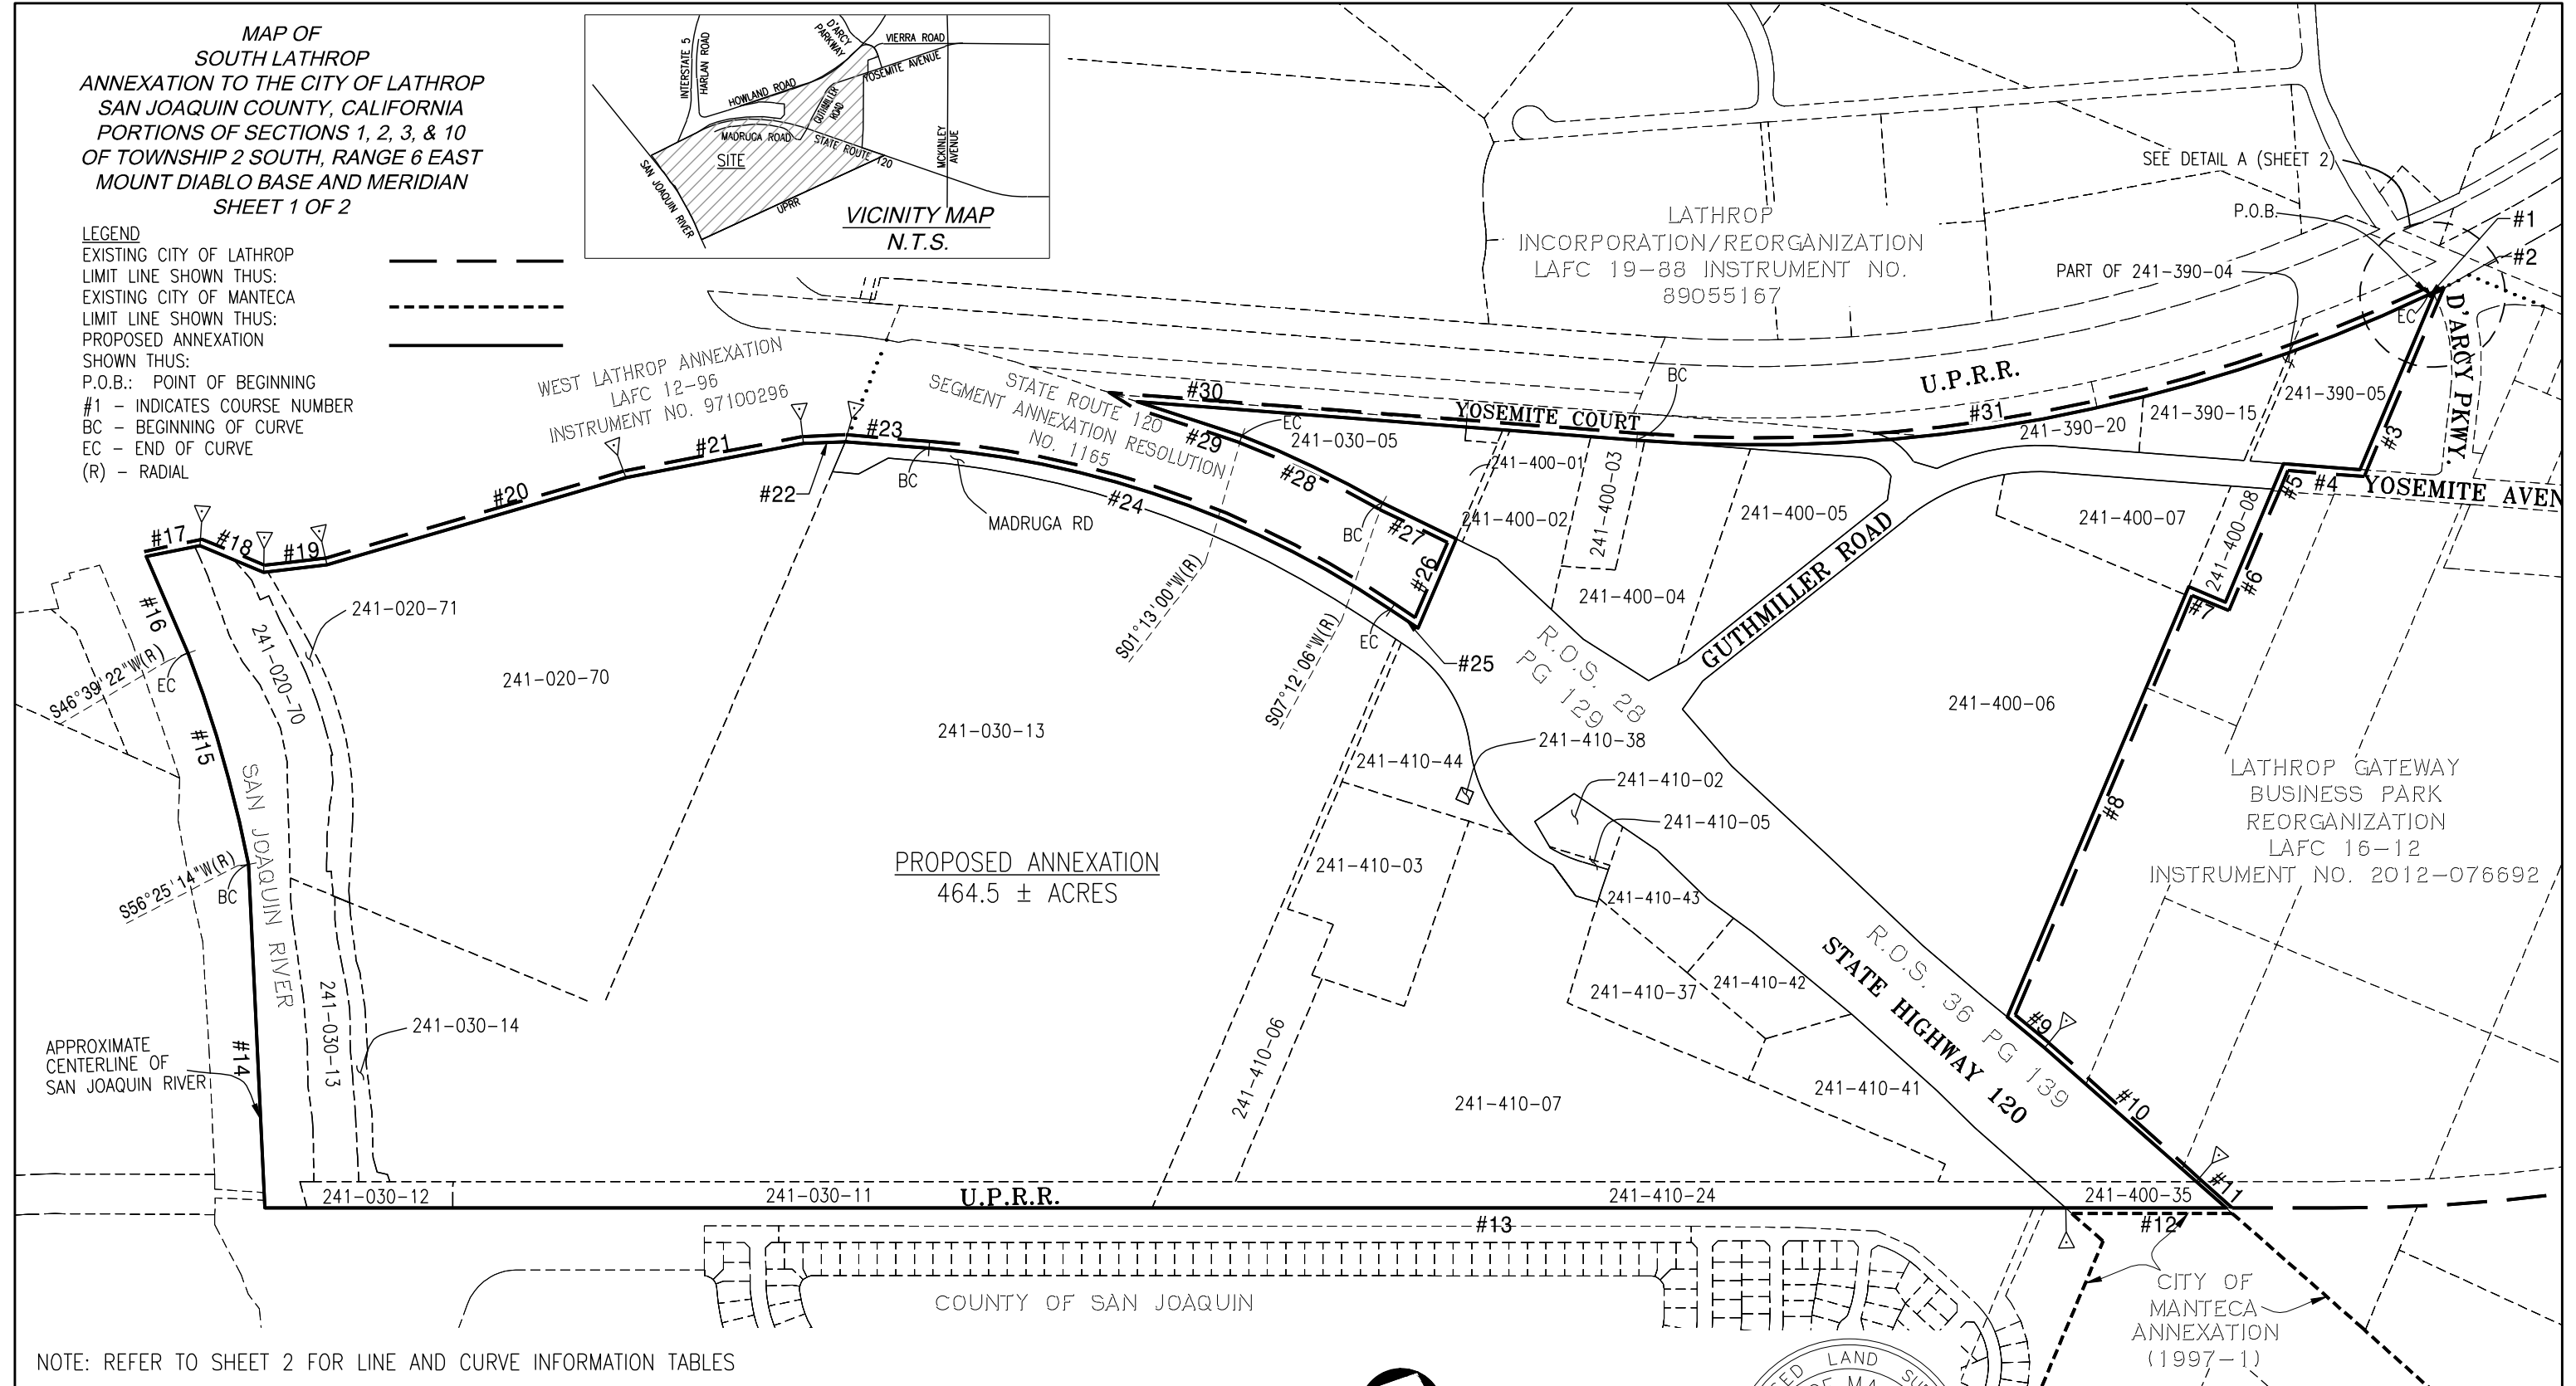 MAP OF
SOUTH LATHROP
ANNEXATION TO THE CITY OF LATHROP
SAN JOAQUIN COUNTY, CALIFORNIA
PORTIONS OF SECTIONS 1, 2, 3, & 10
OF TOWNSHIP 2 SOUTH, RANGE 6 EAST
MOUNT DIABLO BASE AND MERIDIAN
SHEET 1 OF 2
LEGEND
EXISTING CITY OF LATHROP
LIMIT LINE SHOWN THUS:
EXISTING CITY OF MANTECA
LIMIT LINE SHOWN THUS:
PROPOSED ANNEXATION
SHOWN THUS:
P.O.B.: POINT OF BEGINNING
#1 - INDICATES COURSE NUMBER
BC - BEGINNING OF CURVE
EC - END OF CURVE
(R) - RADIAL
INTERSTATE 5
HARLAN ROAD
D'ARCY
PARKWAY
VIERRA ROAD
YOSEMITE AVENUE
HOWLAND ROAD
GUTHMILLER
ROAD
MADRUGA ROAD
STATE ROUTE 120
MCKINLEY
AVENUE
SITE
SAN JOAQUIN RIVER
UPRR
VICINITY MAP
N.T.S.
SEE DETAIL A (SHEET 2)
P.O.B.
#1
#2
PART OF 241-390-04
LATHROP
INCORPORATION/REORGANIZATION
LAFC 19-88 INSTRUMENT NO.
89055167
EC
D'ARCY PKWY.
WEST LATHROP ANNEXATION
LAFC 12-96
INSTRUMENT NO. 97100296
STATE ROUTE 120
SEGMENT ANNEXATION RESOLUTION
NO. 1165
BC
U.P.R.R.
#30
YOSEMITE COURT
#31
241-390-20
241-390-15
241-390-05
#3
#29
EC
241-030-05
#28
241-400-01
241-400-03
#23
#21
#22
BC
MADRUGA RD
#24
#20
#17
#18
#19
BC
#27
#26
241-400-02
241-400-05
241-400-07
241-400-08
#5
#4
YOSEMITE AVEN
#6
#7
241-400-04
GUTHMILLER ROAD
#25
EC
S01°13'00"W(R)
S07°12'06"W(R)
R.O.S. 28
PG 129
#16
241-020-71
241-020-70
241-020-70
S46°39'22"W(R)
EC
#15
241-030-13
241-400-06
241-410-44
241-410-38
241-410-02
241-410-05
#8
LATHROP GATEWAY
BUSINESS PARK
REORGANIZATION
LAFC 16-12
INSTRUMENT NO. 2012-076692
SAN JOAQUIN RIVER
S56°25'14"W(R)
BC
PROPOSED ANNEXATION
464.5 ± ACRES
241-410-03
241-410-43
241-410-37
241-410-42
STATE HIGHWAY 120
R.O.S. 36 PG 139
#9
#10
241-030-13
241-030-14
APPROXIMATE
CENTERLINE OF
SAN JOAQUIN RIVER
#14
241-410-06
241-410-07
241-410-41
241-030-12
241-030-11
U.P.R.R.
241-410-24
241-400-35
#11
#13
#12
COUNTY OF SAN JOAQUIN
CITY OF
MANTECA
ANNEXATION
(1997-1)
NOTE: REFER TO SHEET 2 FOR LINE AND CURVE INFORMATION TABLES
LAND